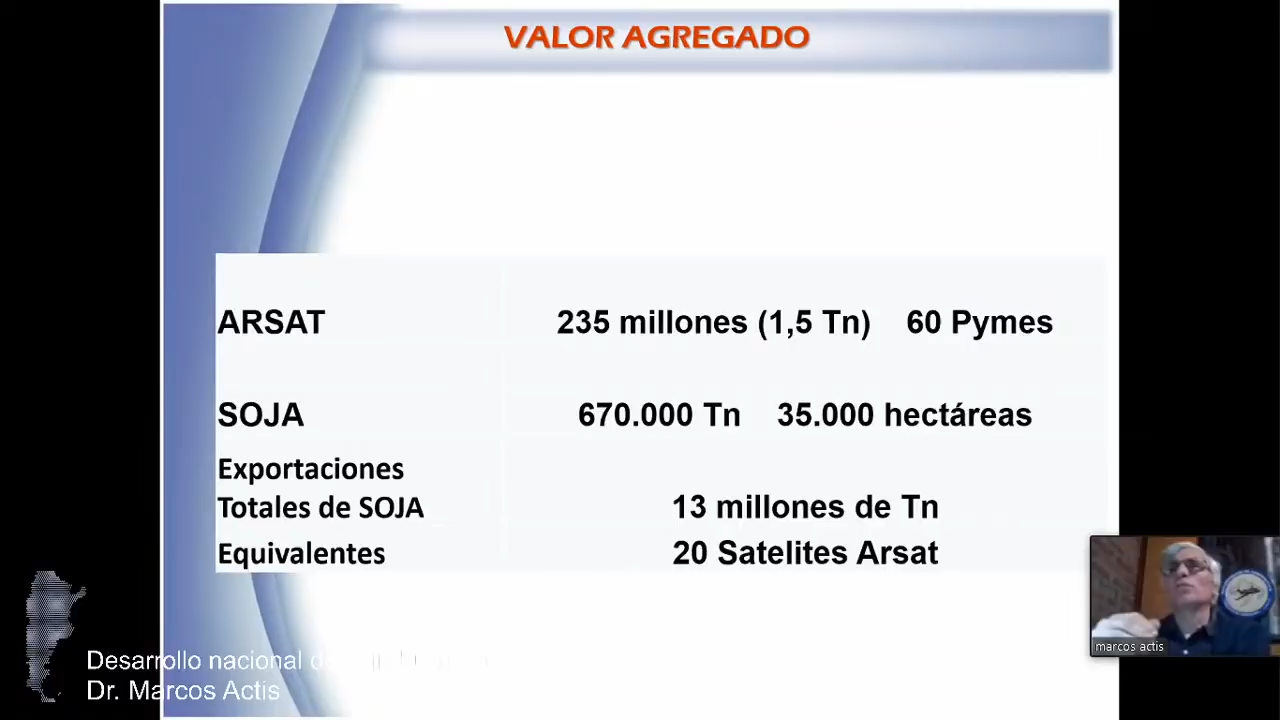 VALOR AGREGADO
ARSAT 235 millones (1,5 Tn) 60 Pymes
SOJA 670.000 Tn 35.000 hectáreas
Exportaciones
Totales de SOJA 13 millones de Tn
Equivalentes 20 Satelites Arsat
marcos actis
Desarrollo nacional
Dr. Marcos Actis